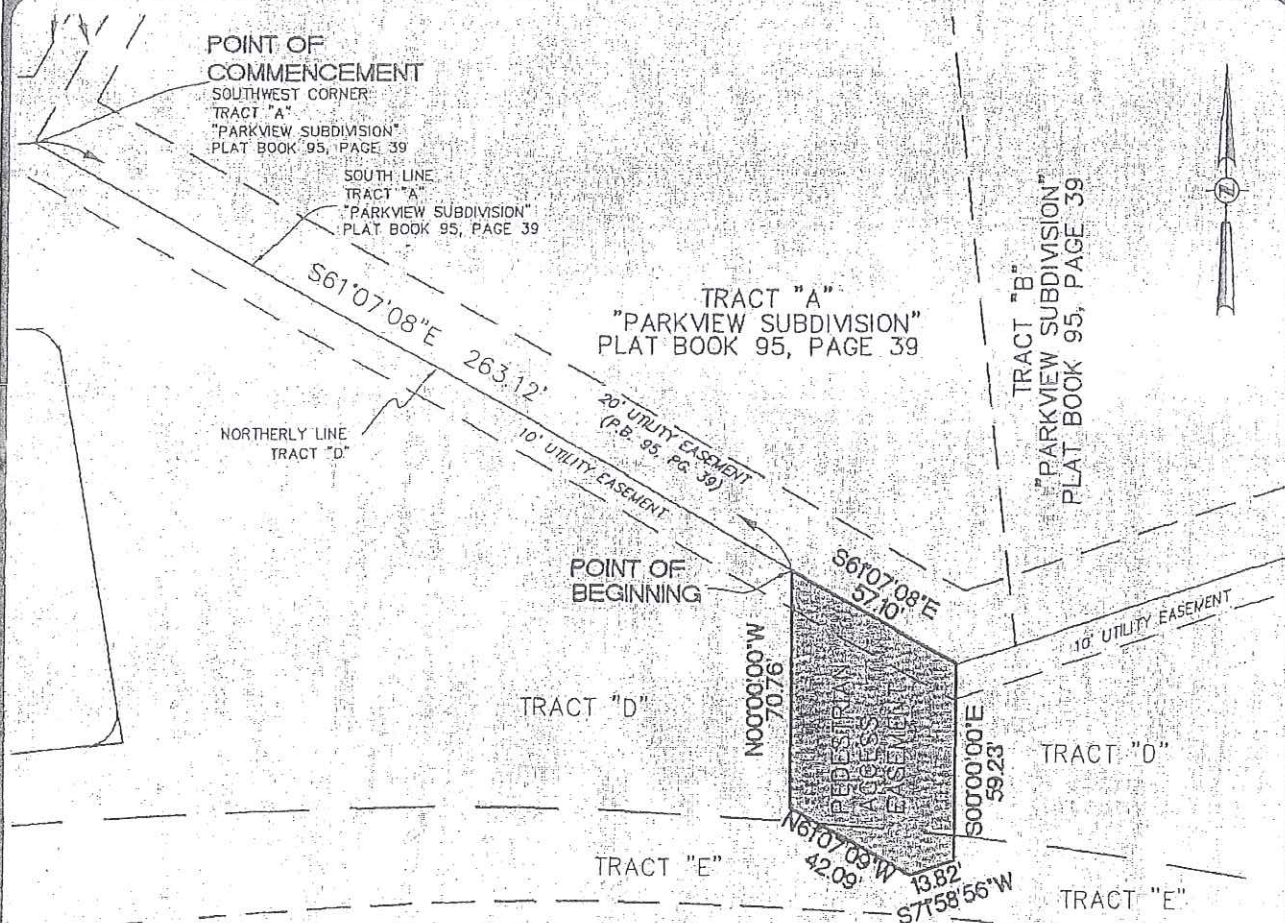 POINT OF
COMMENCEMENT
SOUTHWEST CORNER
TRACT "A"
"PARKVIEW SUBDIVISION"
PLAT BOOK 95, PAGE 39
SOUTH LINE
TRACT "A"
"PARKVIEW SUBDIVISION"
PLAT BOOK 95, PAGE 39
S61°07'08"E 263.12'
TRACT "A"
"PARKVIEW SUBDIVISION"
PLAT BOOK 95, PAGE 39
TRACT "B"
"PARKVIEW SUBDIVISION"
PLAT BOOK 95, PAGE 39
NORTHERLY LINE
TRACT "D"
20' UTILITY EASEMENT
(P.B. 95, PG. 39)
10' UTILITY EASEMENT
POINT OF
BEGINNING
S61°07'08"E
57.10'
10' UTILITY EASEMENT
N00°00'00"W
70.76'
PEDESTRIAN
ACCESS
EASEMENT
S00°00'00"E
59.23'
TRACT "D"
TRACT "D"
N61°07'09"W
42.09'
13.82'
S71°58'56"W
TRACT "E"
TRACT "E"